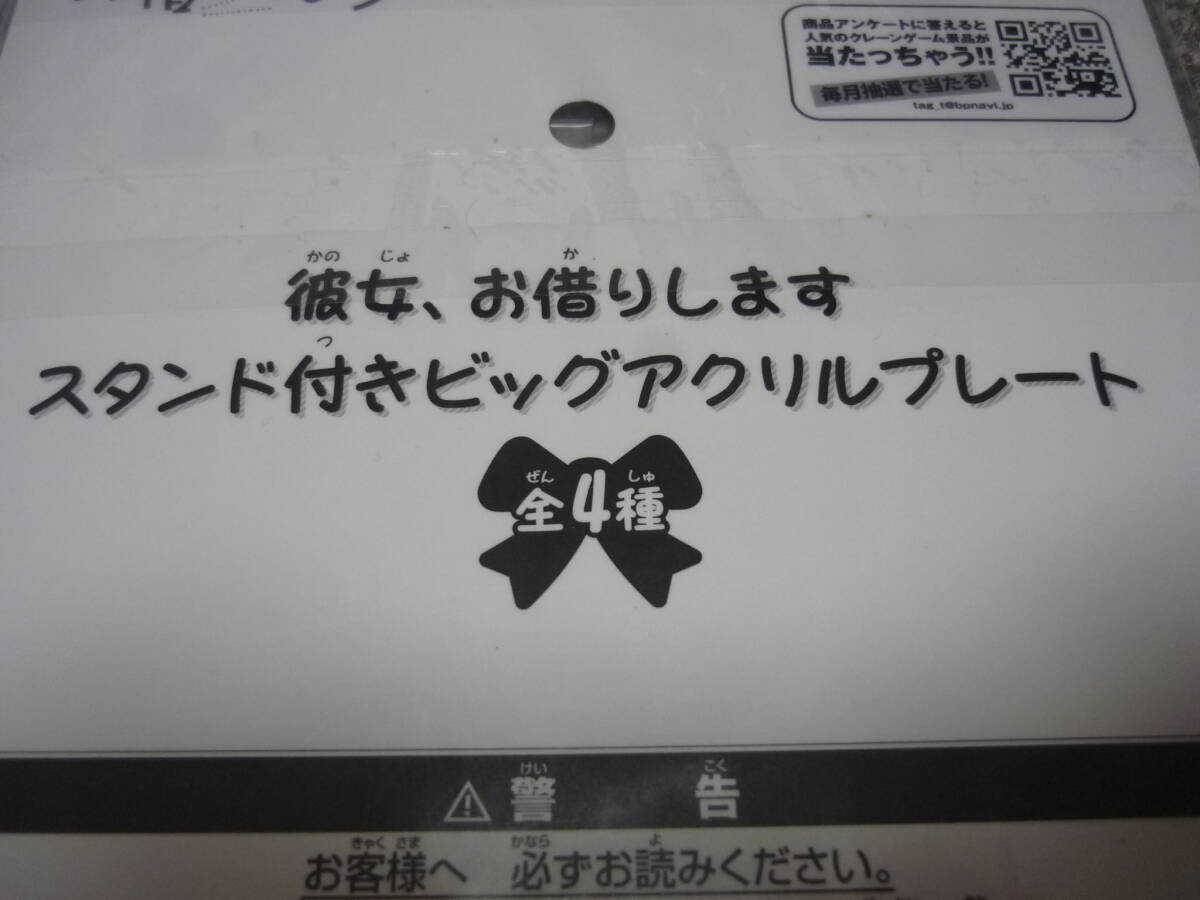 商品アンケートに答えると
人気のクレーンゲーム景品が
当たっちゃう!!
毎月抽選で当たる!
tag_t@bpnavi.jp
かの じょ か
彼女、お借りします
つ
スタンド付きビッグアクリルプレート
ぜん しゅ
全4種
けい こく
警 告
きゃく さま かなら よ
お客様へ 必ずお読みください。